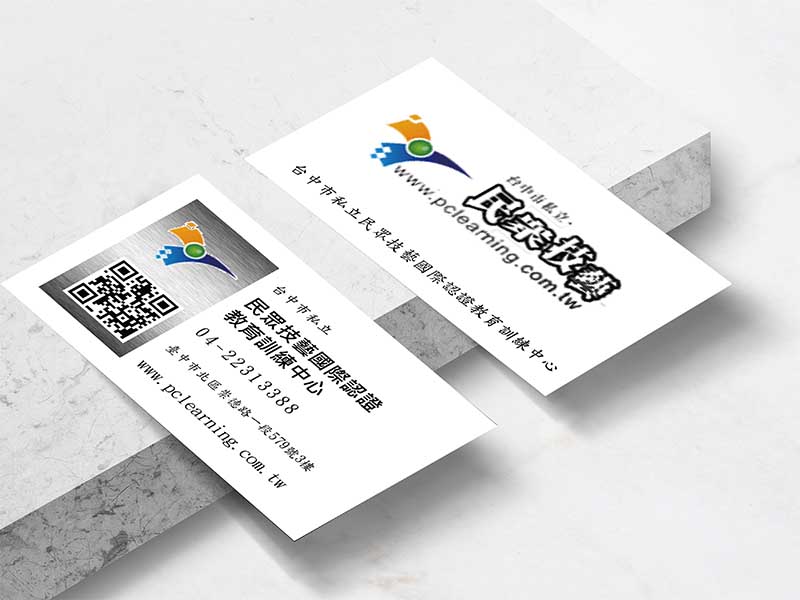 台中市私立
民眾技藝國際認證
教育訓練中心
04-22313388
臺中市北區崇德路一段579號3樓
www.pclearning.com.tw
台中市私立
民眾技藝
www.pclearning.com.tw
台中市私立民眾技藝國際認證教育訓練中心